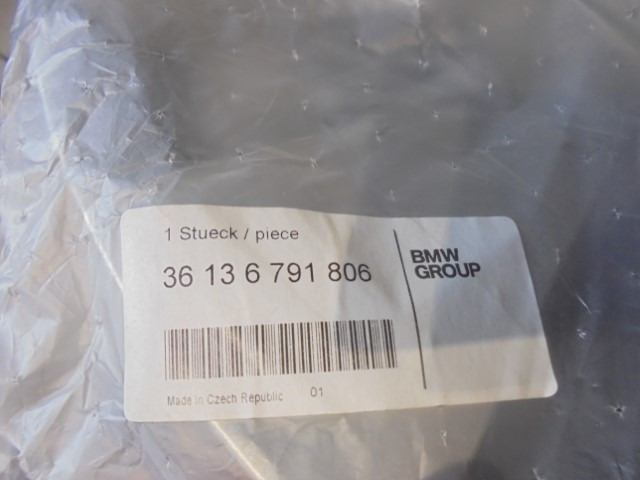 1 Stueck / piece
36 13 6 791 806
BMW
GROUP
Made in Czech Republic 01